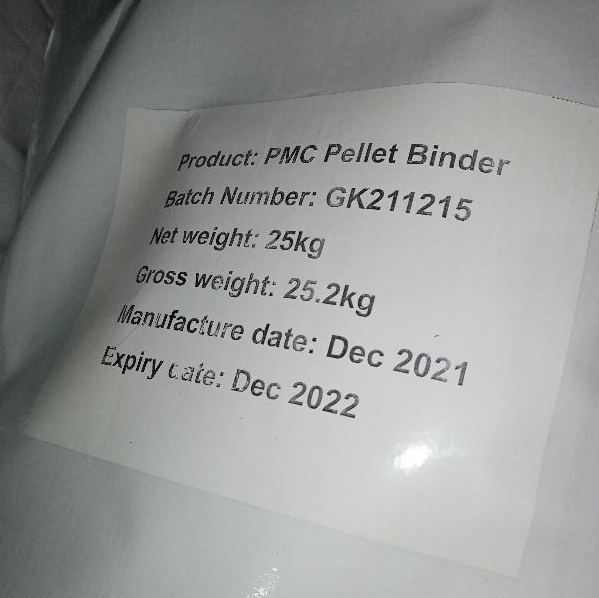 Product: PMC Pellet Binder
Batch Number: GK211215
Net weight: 25kg
Gross weight: 25.2kg
Manufacture date: Dec 2021
Expiry date: Dec 2022